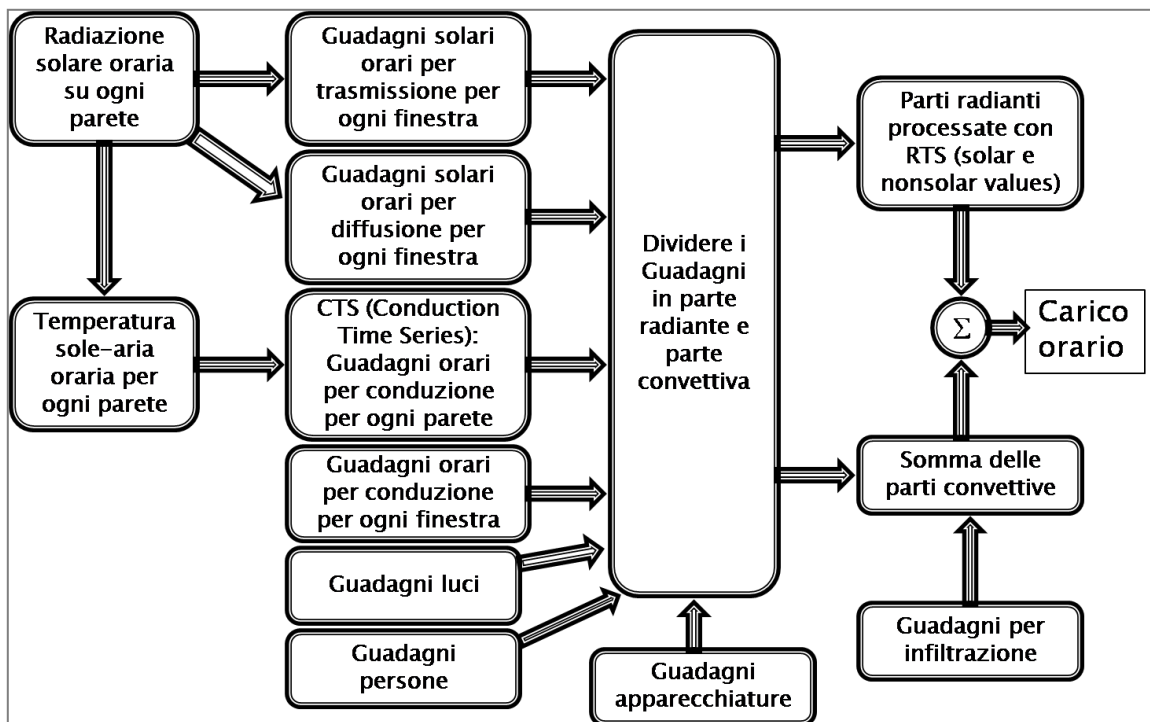 Radiazione
solare oraria
su ogni
parete
Guadagni solari
orari per
trasmissione per
ogni finestra
Guadagni solari
orari per
diffusione per
ogni finestra
Temperatura
sole-aria
oraria per
ogni parete
CTS (Conduction
Time Series):
Guadagni orari
per conduzione
per ogni parete
Guadagni orari
per conduzione
per ogni finestra
Guadagni luci
Guadagni
persone
Dividere i
Guadagni
in parte
radiante e
parte
convettiva
Guadagni
apparecchiature
Parti radianti
processate con
RTS (solar e
nonsolar values)
Σ
Carico
orario
Somma delle
parti convettive
Guadagni per
infiltrazione